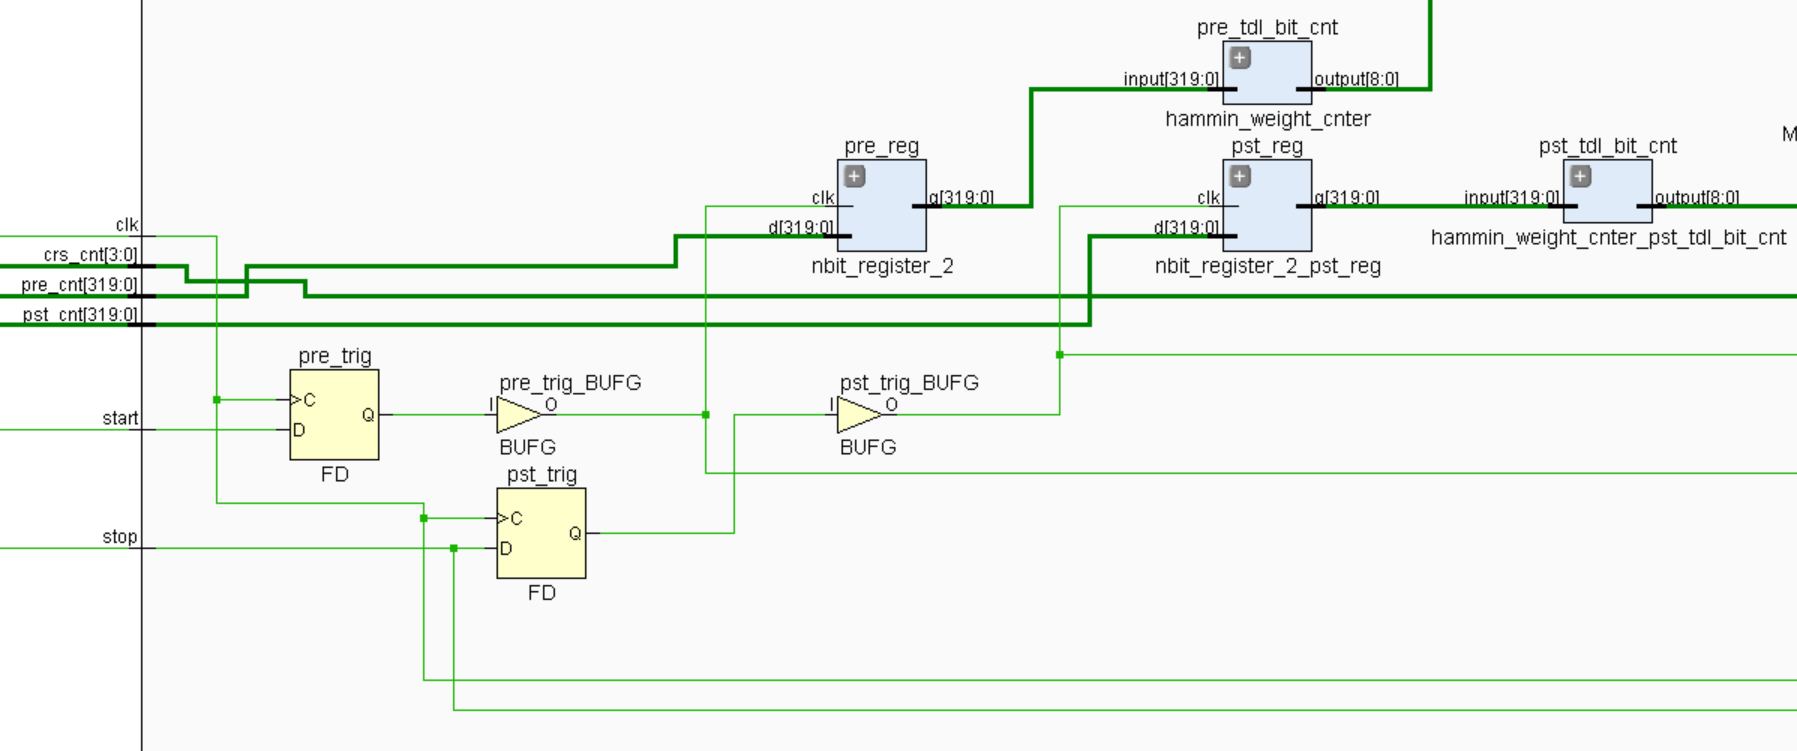 pre_tdl_bit_cnt
input[319:0]
output[8:0]
hammin_weight_cnter
M
pre_reg
pst_reg
pst_tdl_bit_cnt
clk
q[319:0]
clk
q[319:0]
input[319:0]
output[8:0]
clk
d[319:0]
d[319:0]
hammin_weight_cnter_pst_tdl_bit_cnt
crs_cnt[3:0]
nbit_register_2
nbit_register_2_pst_reg
pre_cnt[319:0]
pst_cnt[319:0]
pre_trig
pre_trig_BUFG
pst_trig_BUFG
C
Q
I
O
I
O
start
D
BUFG
BUFG
FD
pst_trig
C
Q
stop
D
FD